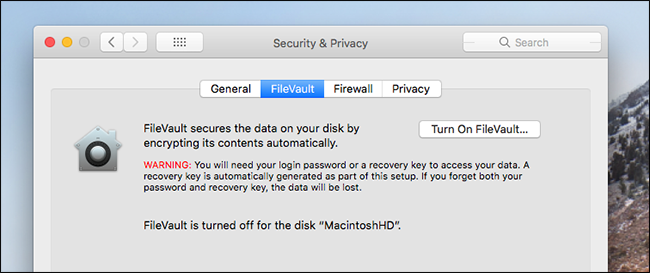 Security & Privacy
Search
General
FileVault
Firewall
Privacy
FileVault secures the data on your disk by
encrypting its contents automatically.
Turn On FileVault...
WARNING: You will need your login password or a recovery key to access your data. A
recovery key is automatically generated as part of this setup. If you forget both your
password and recovery key, the data will be lost.
FileVault is turned off for the disk “MacintoshHD”.